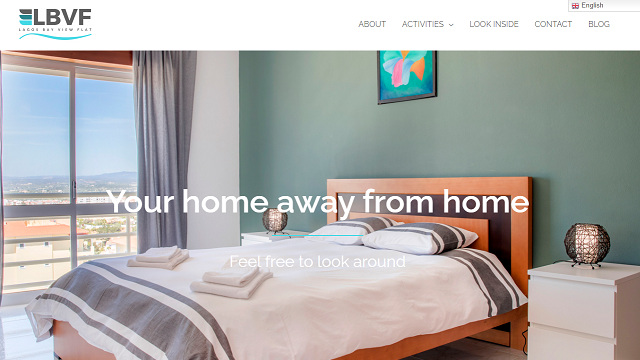 English
LBVF
LAGOS BAY VIEW FLAT
ABOUT
ACTIVITIES
LOOK INSIDE
CONTACT
BLOG
Your home away from home
Feel free to look around